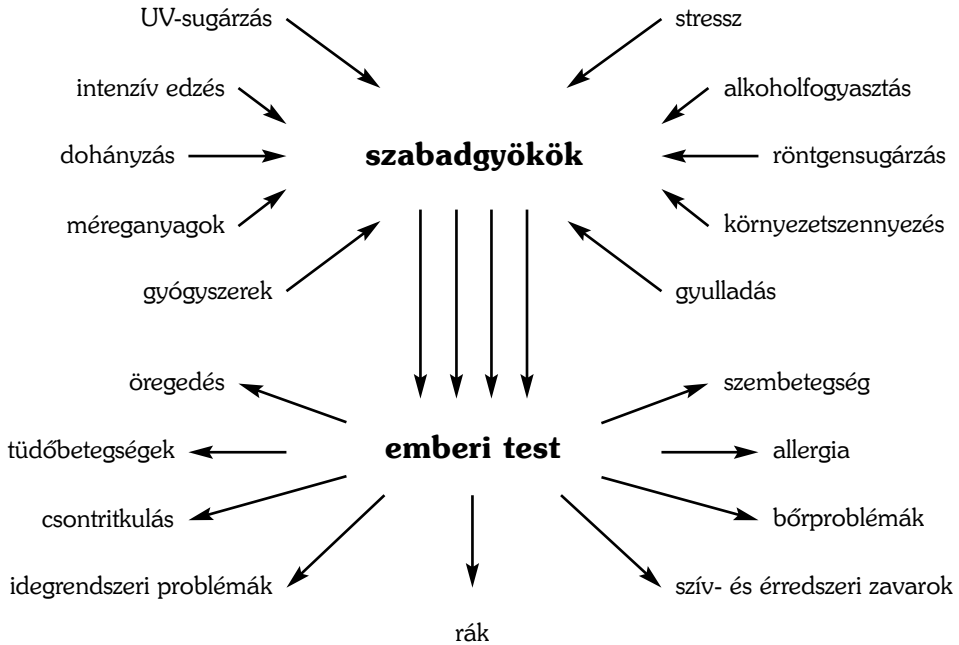 UV-sugárzás
stressz
intenzív edzés
alkoholfogyasztás
dohányzás
szabadgyökök
röntgensugárzás
méreganyagok
környezetszennyezés
gyógyszerek
gyulladás
öregedés
szembetegség
tüdőbetegségek
emberi test
allergia
csontritkulás
bőrproblémák
idegrendszeri problémák
szív- és érredszeri zavarok
rák